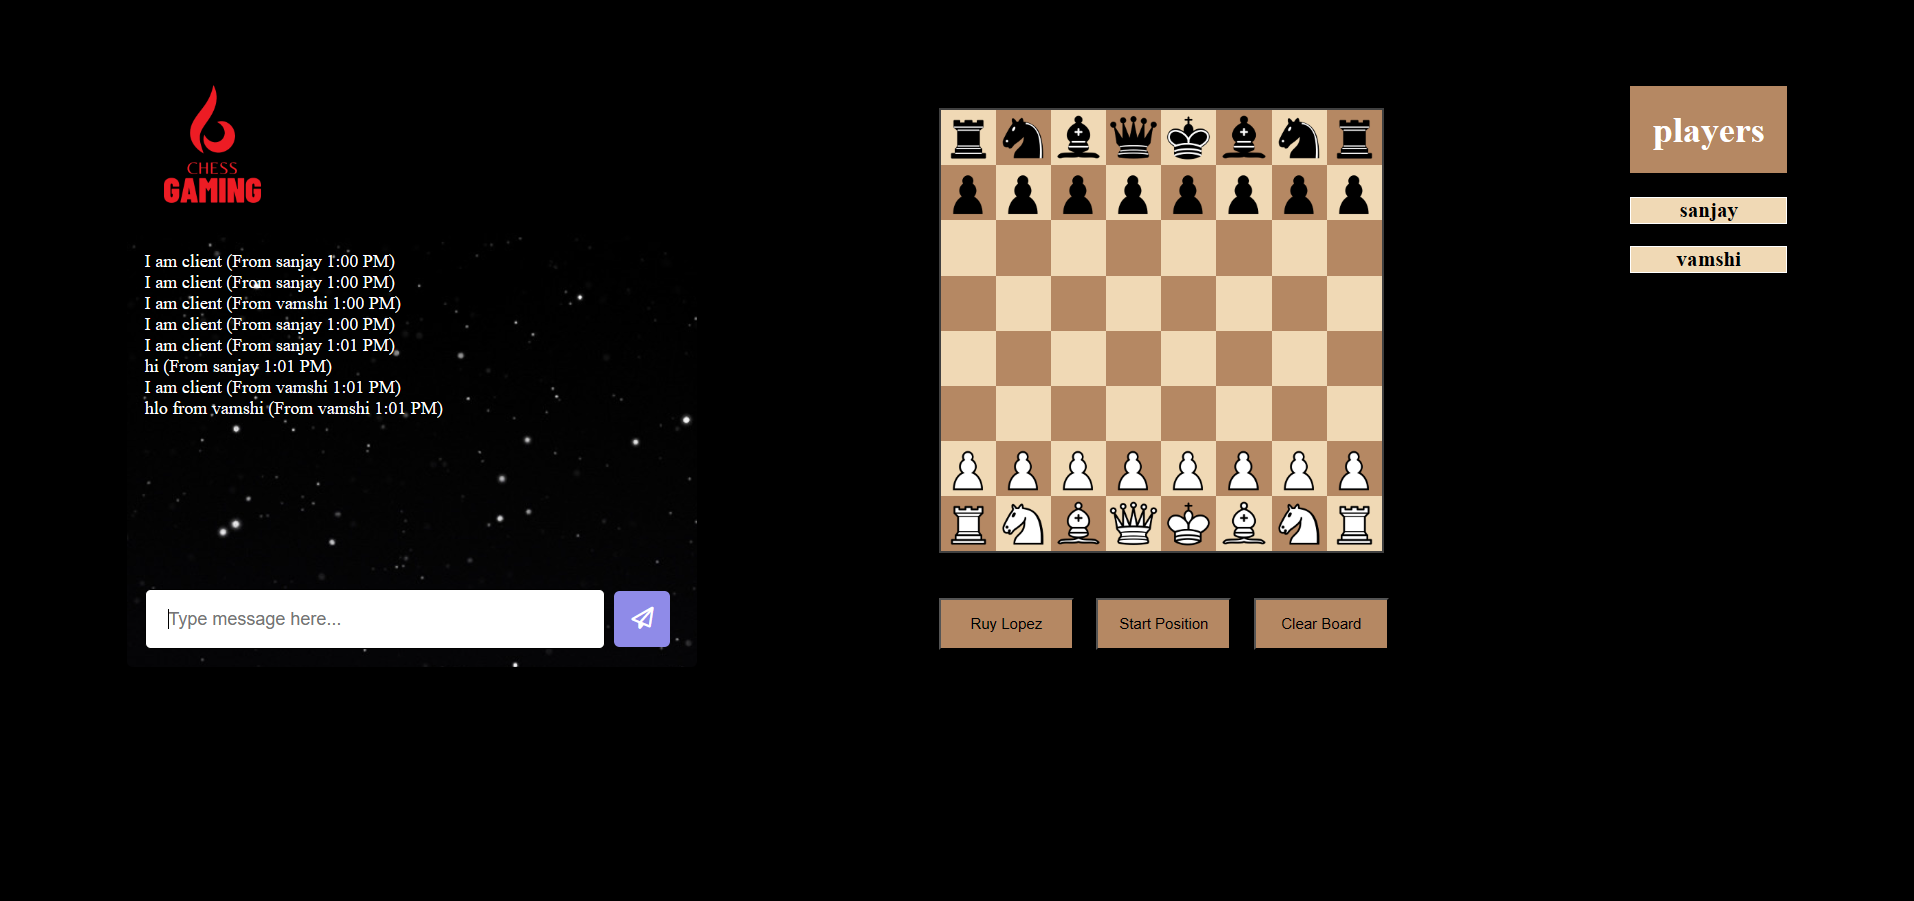 CHESS
GAMING
I am client (From sanjay 1:00 PM)
I am client (From sanjay 1:00 PM)
I am client (From vamshi 1:00 PM)
I am client (From sanjay 1:00 PM)
I am client (From sanjay 1:01 PM)
hi (From sanjay 1:01 PM)
I am client (From vamshi 1:01 PM)
hlo from vamshi (From vamshi 1:01 PM)
Type message here...
Ruy Lopez
Start Position
Clear Board
players
sanjay
vamshi